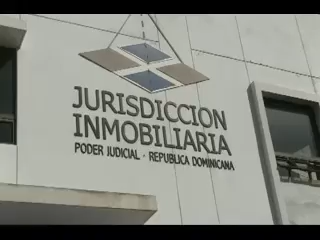 JURISDICCION
INMOBILIARIA
PODER JUDICIAL - REPUBLICA DOMINICANA